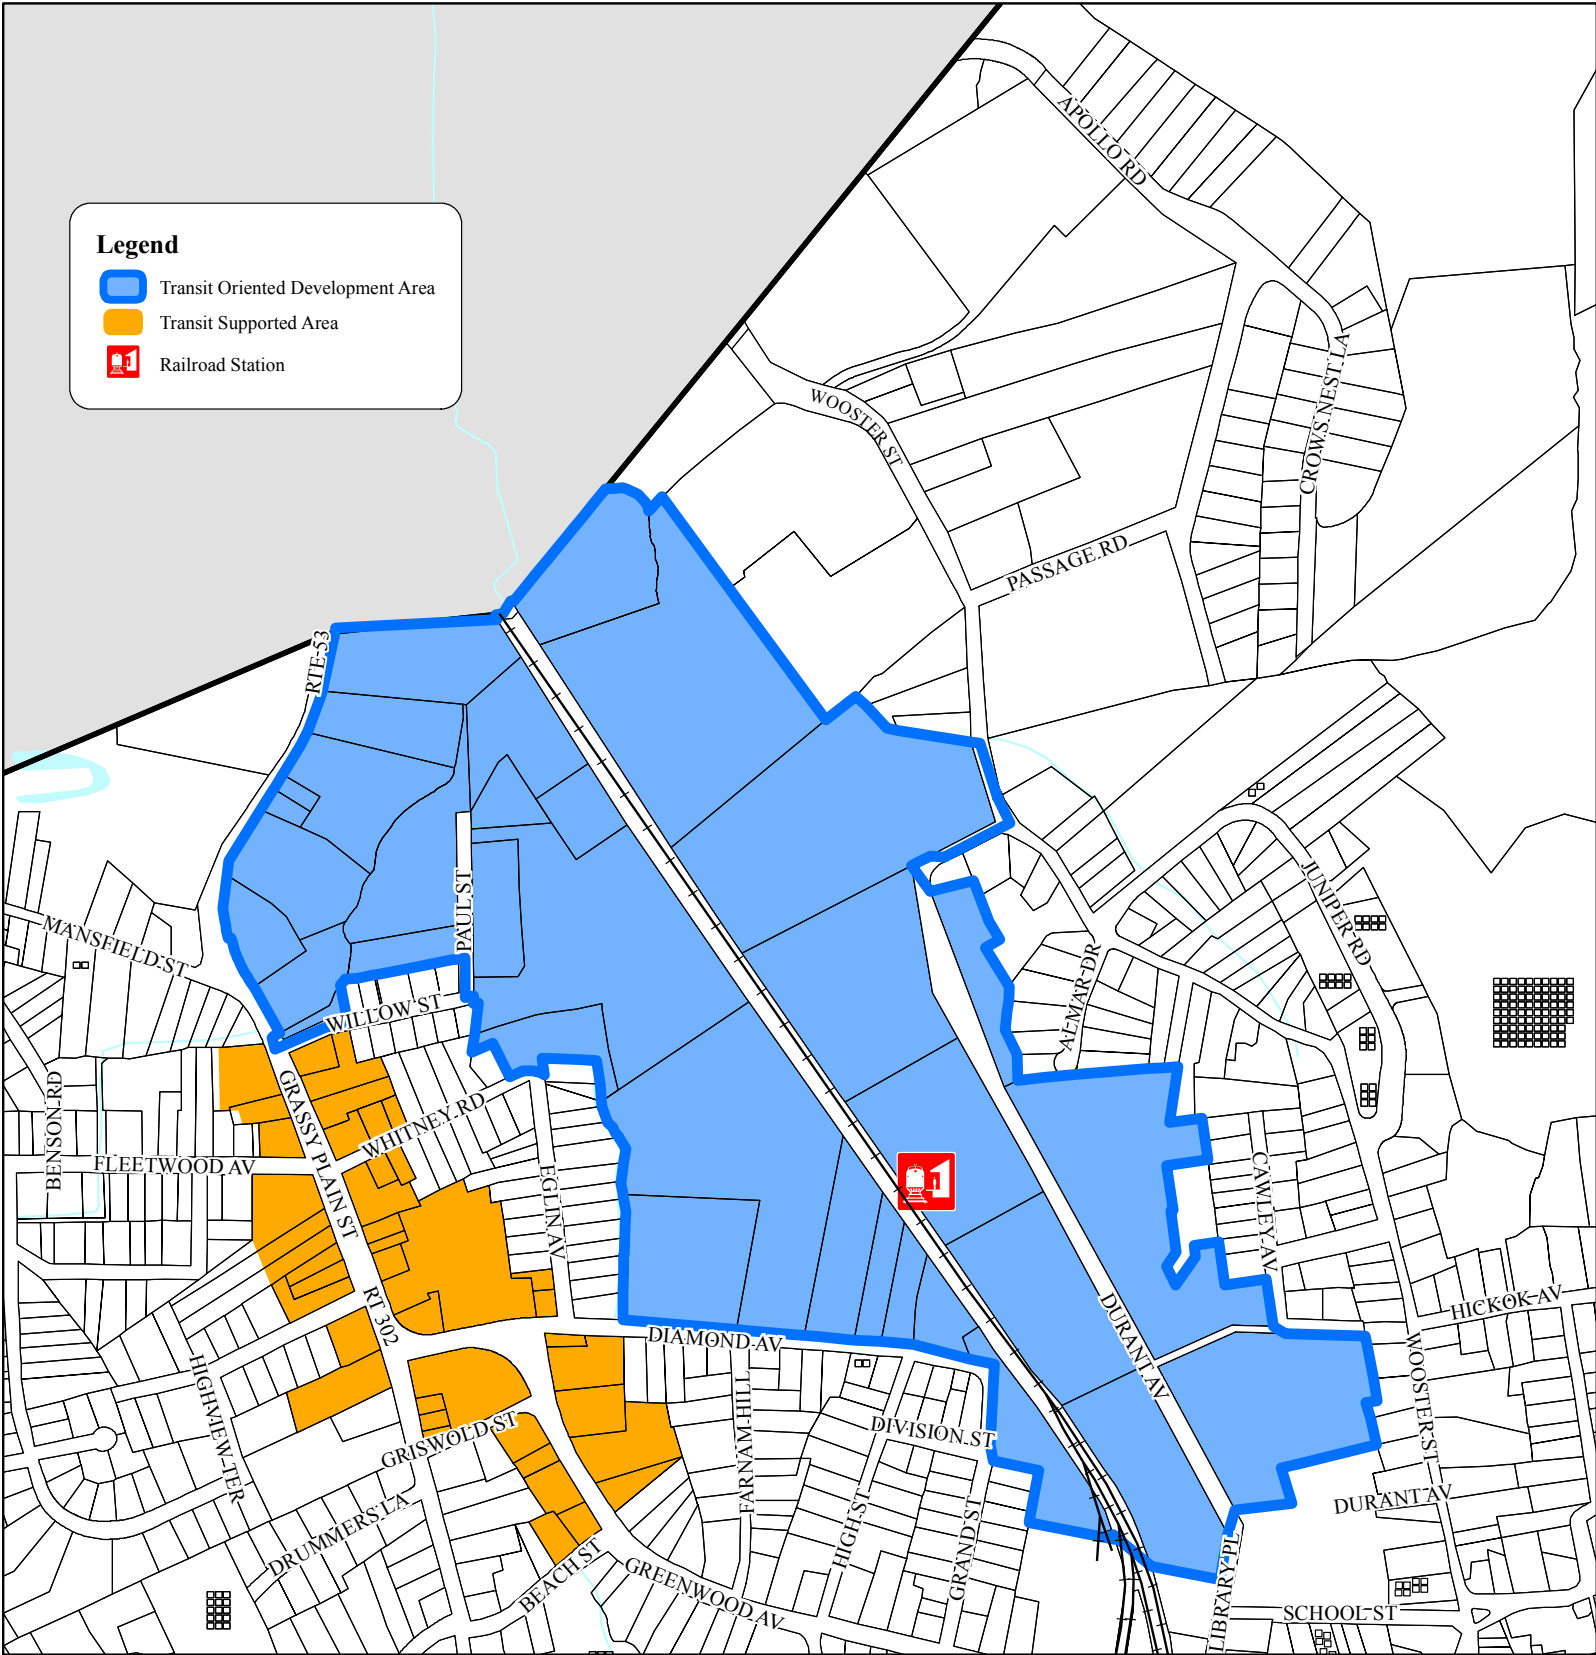 APOLLO RD
Legend
Transit Oriented Development Area
Transit Supported Area
Railroad Station
CROWS NEST LA
WOOSTER ST
PASSAGE RD
RTE 53
JUNIPER RD
PAUL ST
MANSFIELD ST
ALMAR DR
WILLOW ST
BENSON RD
GRASSY PLAIN ST
WHITNEY RD
FLEETWOOD AV
EGLIN AV
CAWLEY AV
RT 302
DURANT AV
HICKOK AV
DIAMOND AV
WOOSTER ST
HIGHVIEW TER
FARNAM HILL
DIVISION ST
GRISWOLD ST
DURANT AV
DRUMMERS LA
HIGH ST
GRAND ST
BEACH ST
GREENWOOD AV
LIBRARY PL
SCHOOL ST